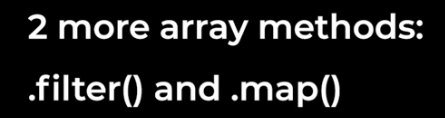 2 more array methods:
.filter() and .map()